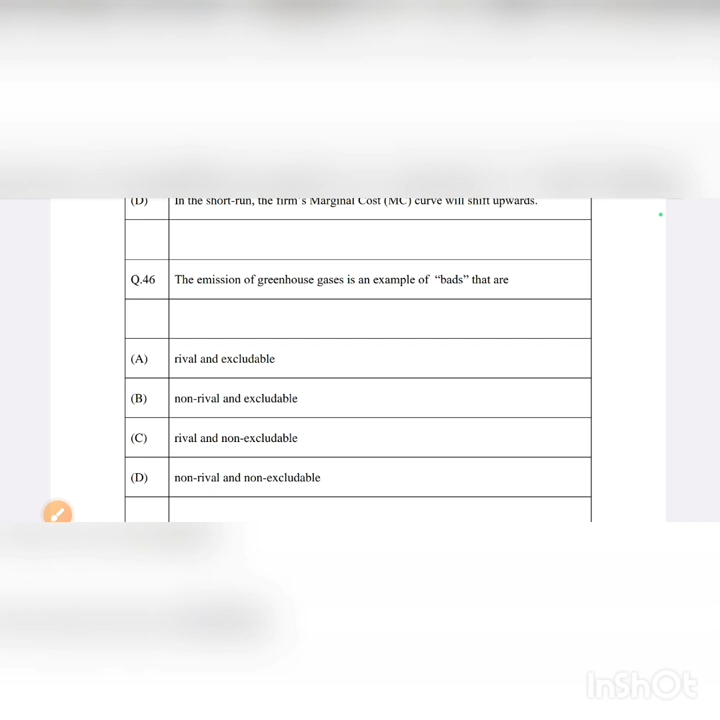 (D) In the short-run, the firm's Marginal Cost (MC) curve will shift upwards.
Q.46 The emission of greenhouse gases is an example of “bads” that are
(A) rival and excludable
(B) non-rival and excludable
(C) rival and non-excludable
(D) non-rival and non-excludable
InShOt